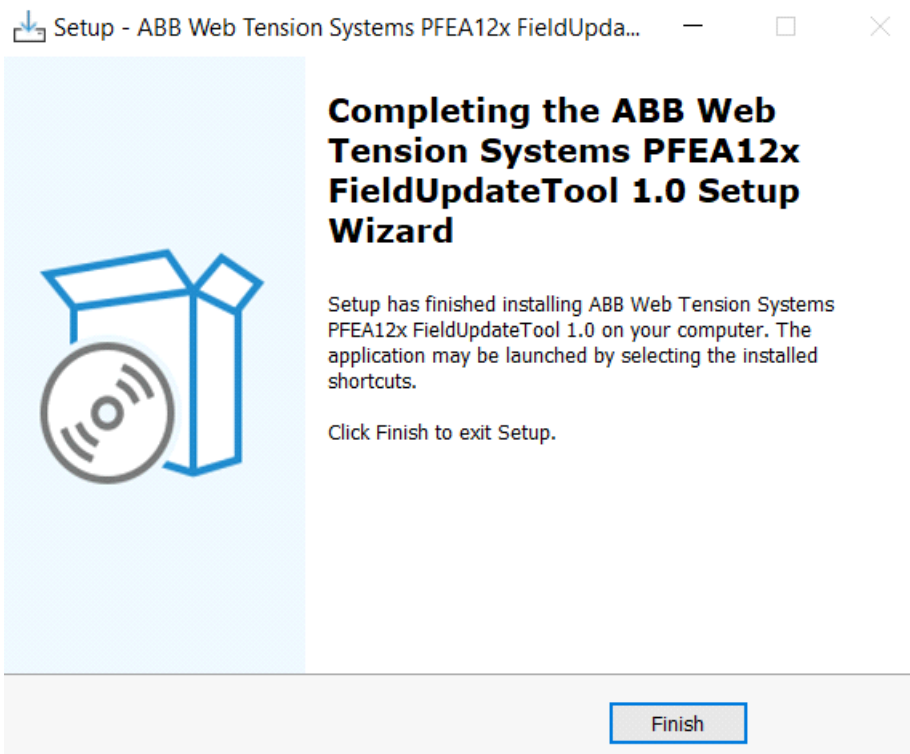 Setup - ABB Web Tension Systems PFEA12x FieldUpda...
Completing the ABB Web
Tension Systems PFEA12x
FieldUpdateTool 1.0 Setup
Wizard
Setup has finished installing ABB Web Tension Systems
PFEA12x FieldUpdateTool 1.0 on your computer. The
application may be launched by selecting the installed
shortcuts.
Click Finish to exit Setup.
Finish